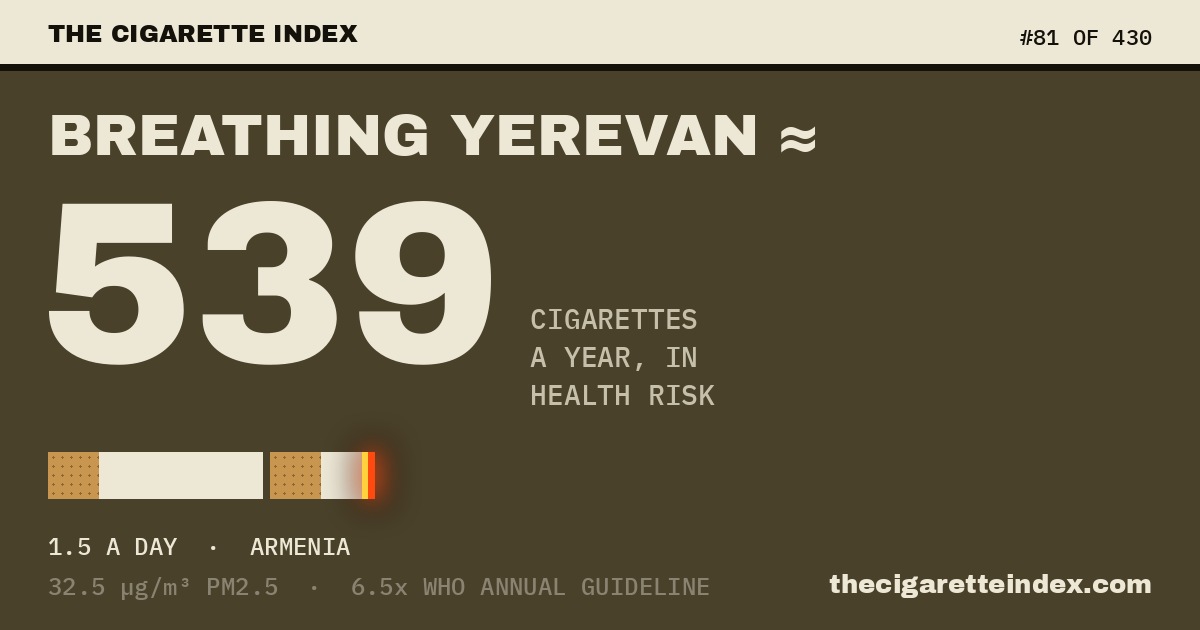 THE CIGARETTE INDEX
#81 OF 430
BREATHING YEREVAN ≈
539
CIGARETTES
A YEAR, IN
HEALTH RISK
1.5 A DAY · ARMENIA
32.5 µg/m³ PM2.5 · 6.5x WHO ANNUAL GUIDELINE
thecigaretteindex.com